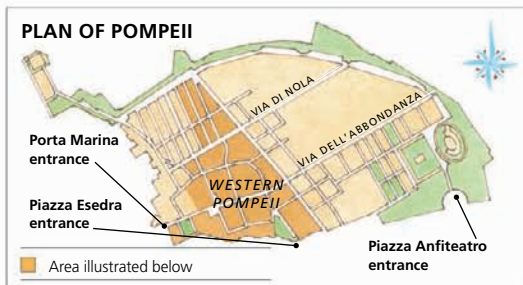 PLAN OF POMPEII
VIA DI NOLA
VIA DELL'ABBONDANZA
Porta Marina
entrance
WESTERN
POMPEII
Piazza Esedra
entrance
Piazza Anfiteatro
entrance
Area illustrated below